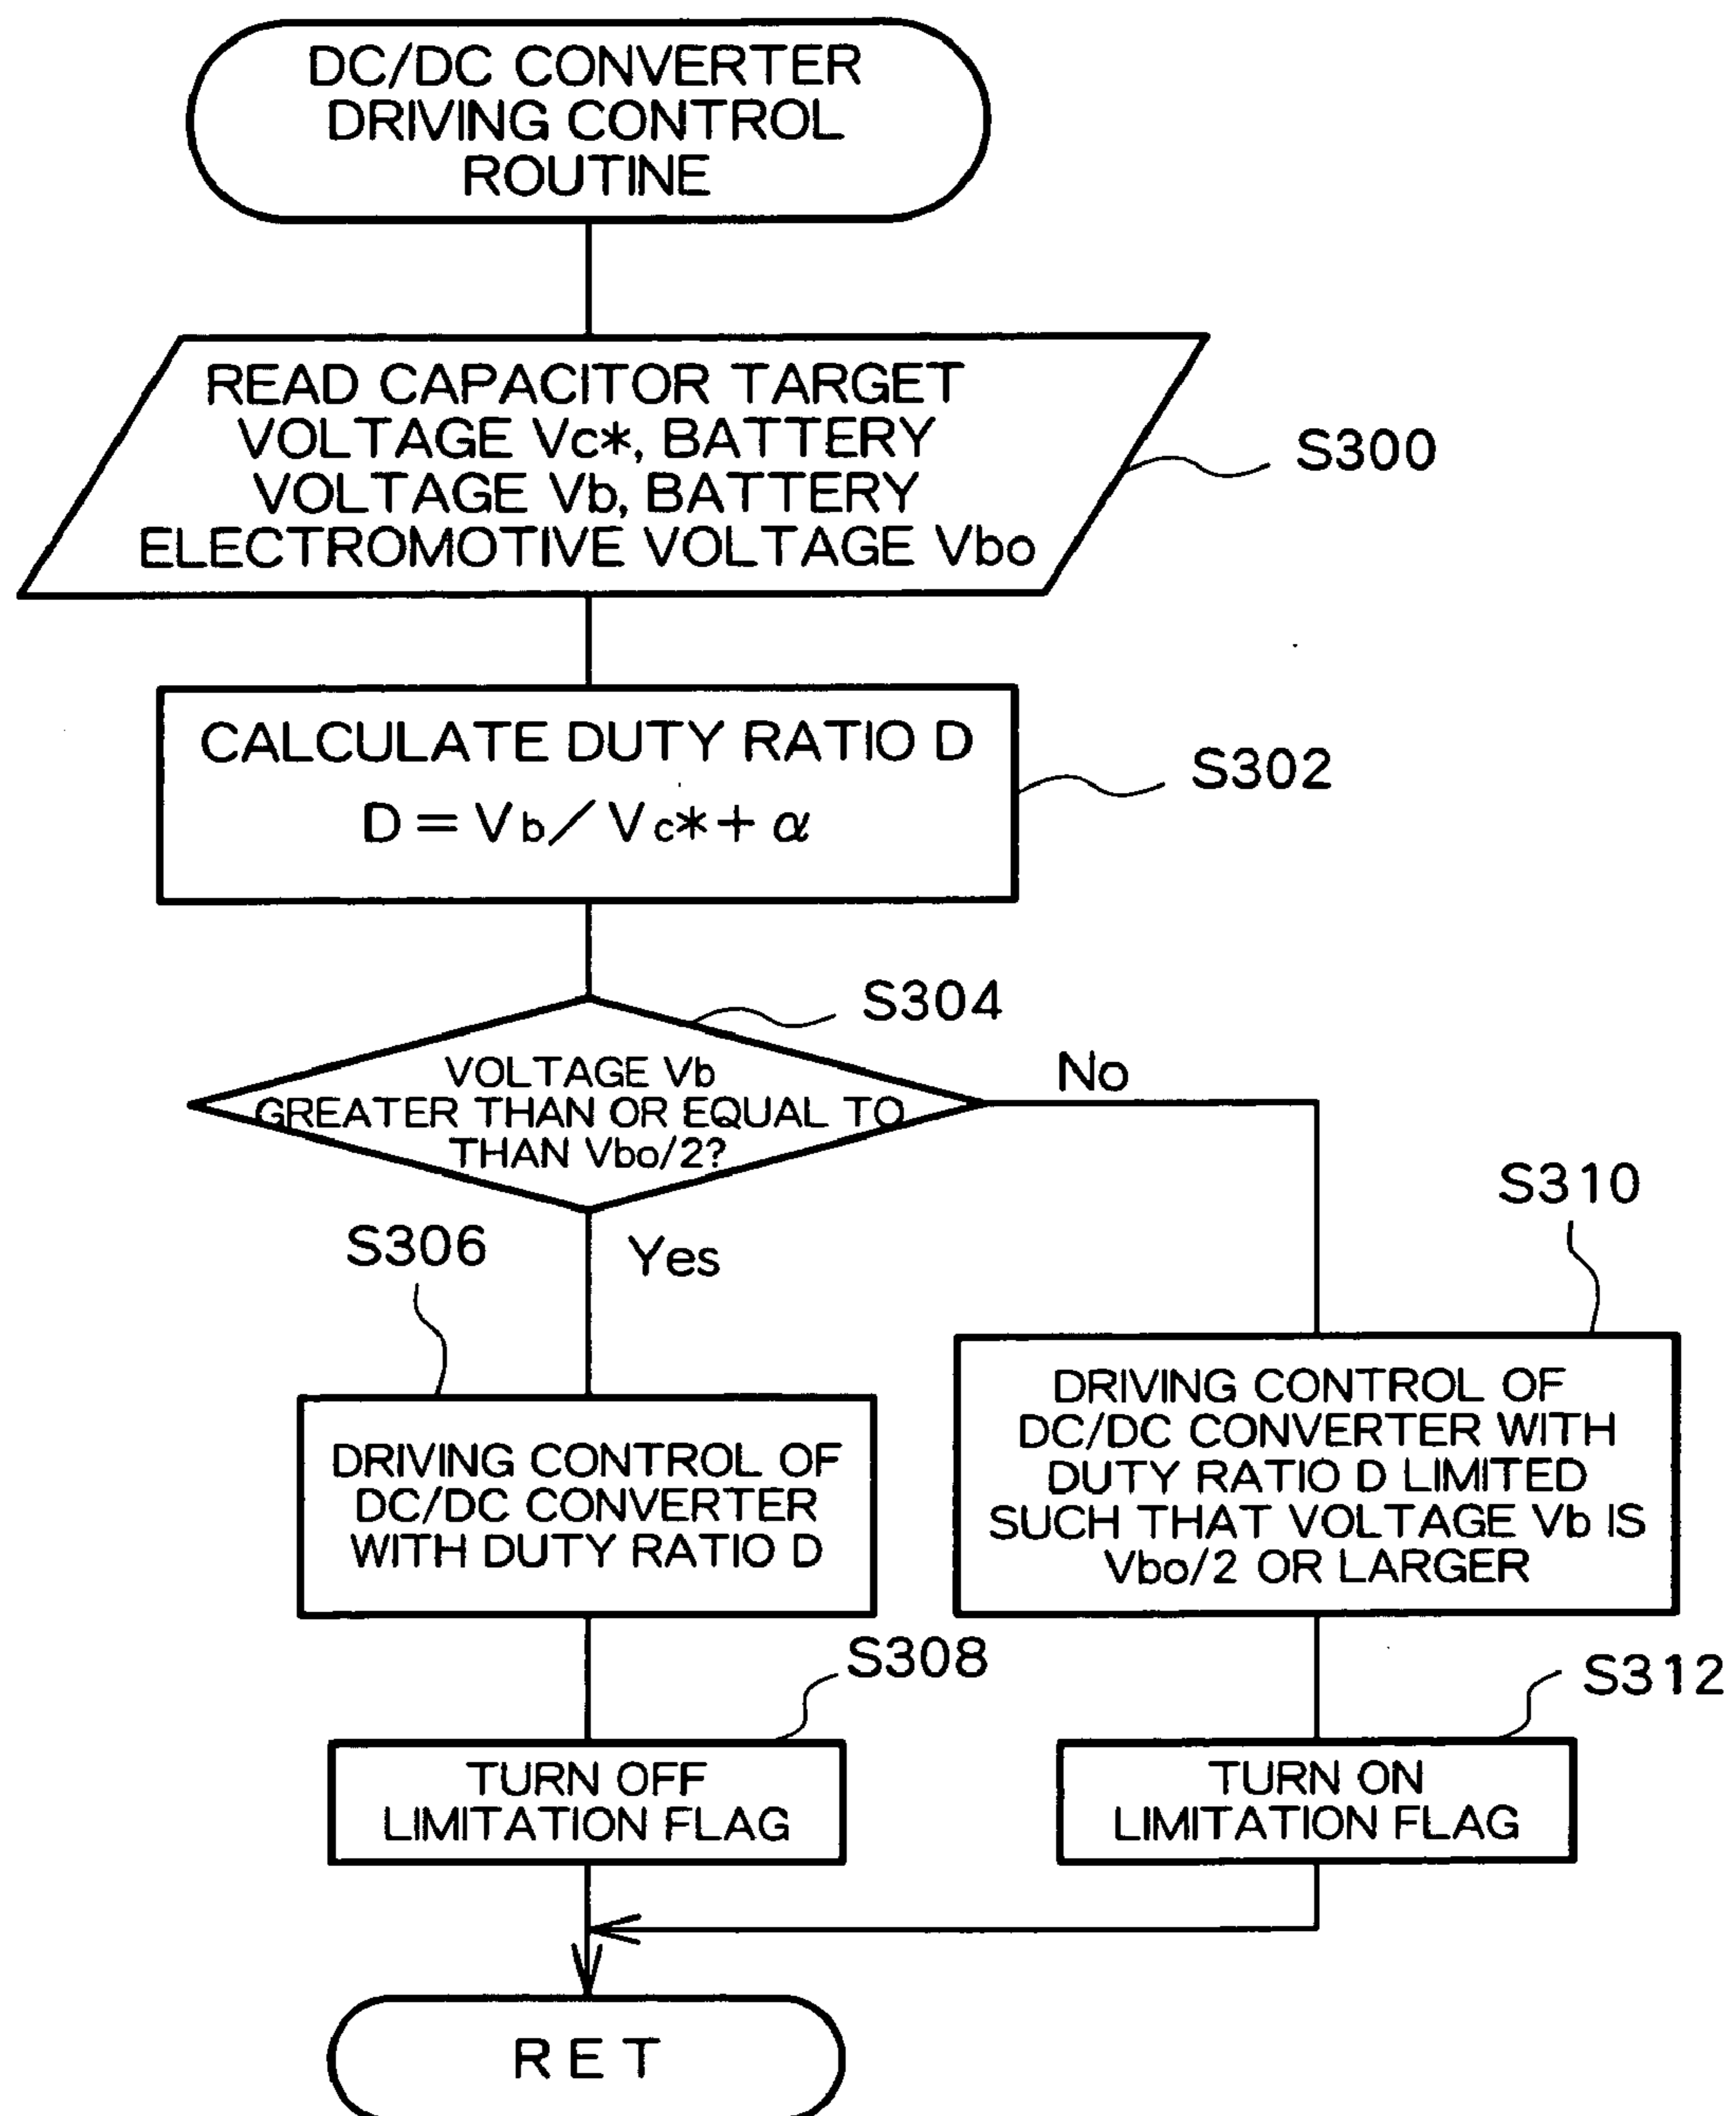 DC/DC CONVERTER
DRIVING CONTROL
ROUTINE
READ CAPACITOR TARGET
VOLTAGE Vc*, BATTERY
VOLTAGE Vb, BATTERY
ELECTROMOTIVE VOLTAGE Vbo
S300
CALCULATE DUTY RATIO D
D = Vb / Vc* + α
S302
S304
VOLTAGE Vb
GREATER THAN OR EQUAL TO
THAN Vbo/2?
No
Yes
S306
DRIVING CONTROL OF
DC/DC CONVERTER
WITH DUTY RATIO D
S310
DRIVING CONTROL OF
DC/DC CONVERTER WITH
DUTY RATIO D LIMITED
SUCH THAT VOLTAGE Vb IS
Vbo/2 OR LARGER
S308
TURN OFF
LIMITATION FLAG
S312
TURN ON
LIMITATION FLAG
RET